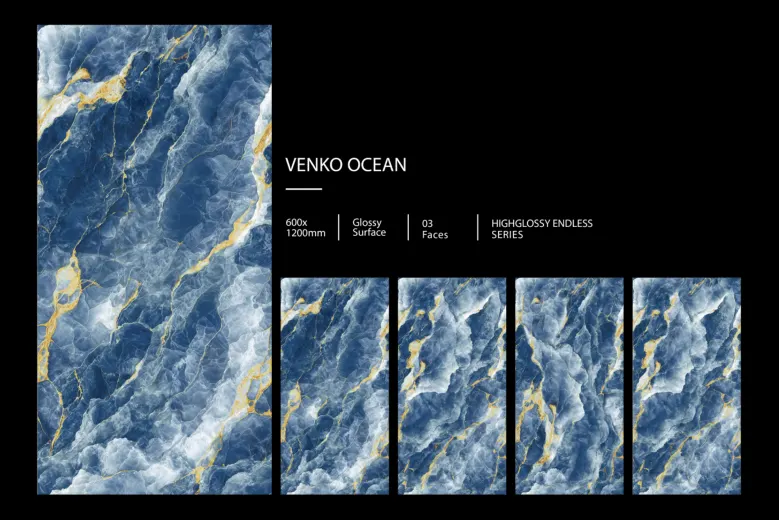 VENKO OCEAN
600x
1200mm
Glossy
Surface
03
Faces
HIGHGLOSSY ENDLESS
SERIES